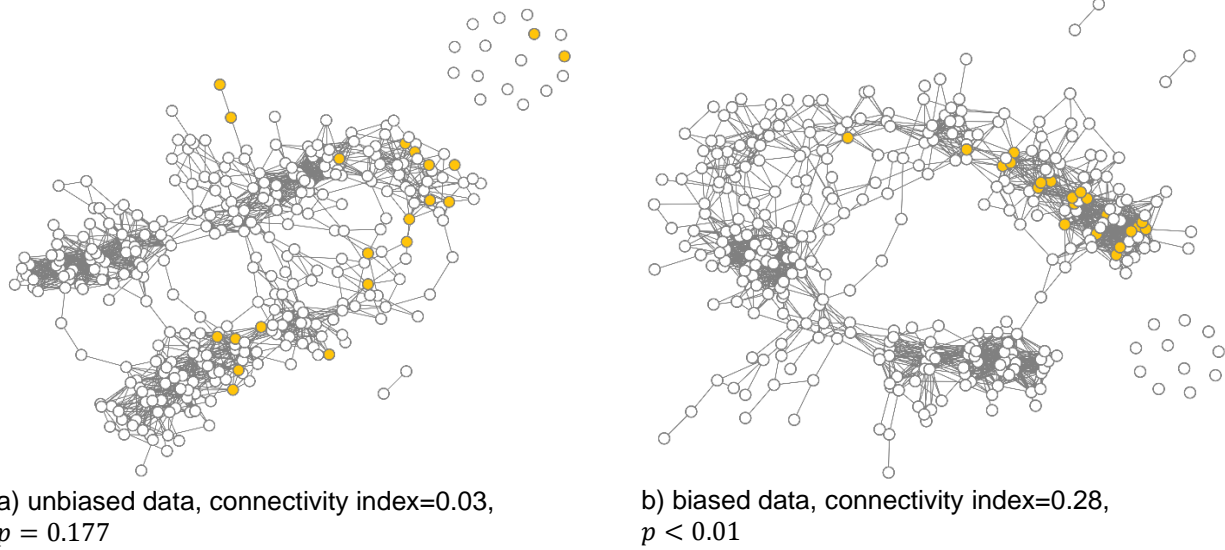 a) unbiased data, connectivity index=0.03,
p = 0.177
b) biased data, connectivity index=0.28,
p < 0.01